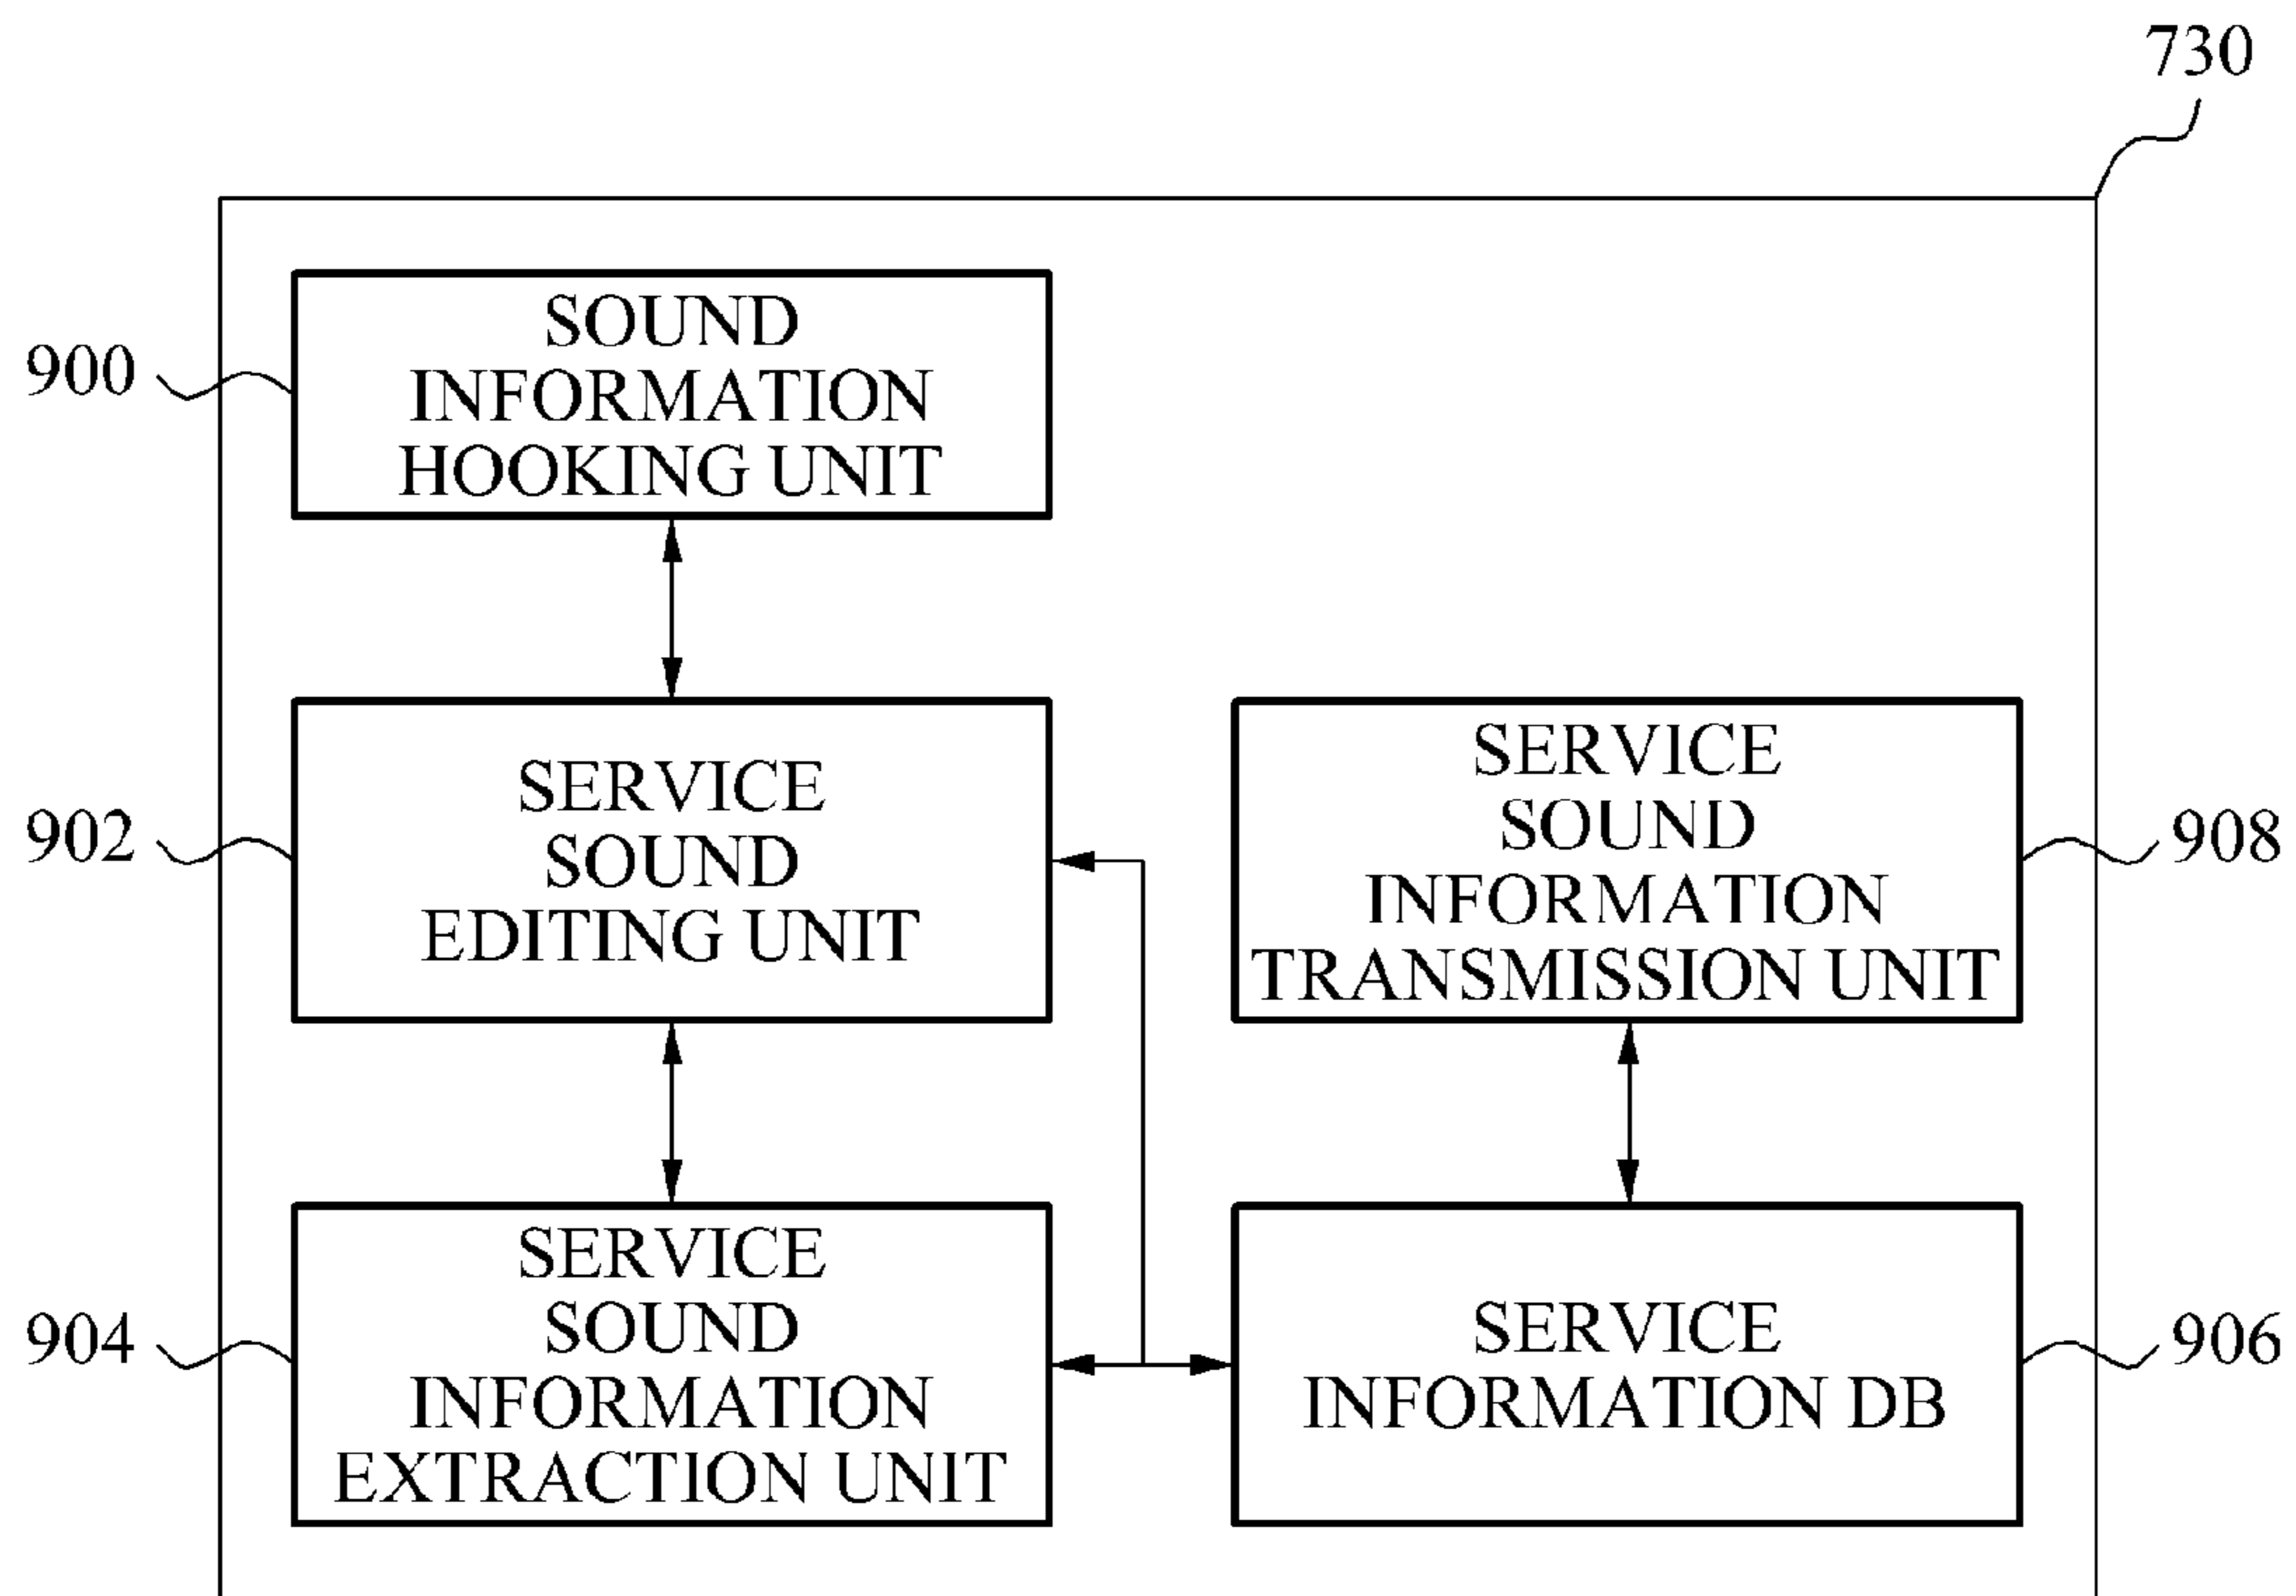 730
900
SOUND
INFORMATION
HOOKING UNIT
902
SERVICE
SOUND
EDITING UNIT
SERVICE
SOUND
INFORMATION
TRANSMISSION UNIT
908
904
SERVICE
SOUND
INFORMATION
EXTRACTION UNIT
SERVICE
INFORMATION DB
906